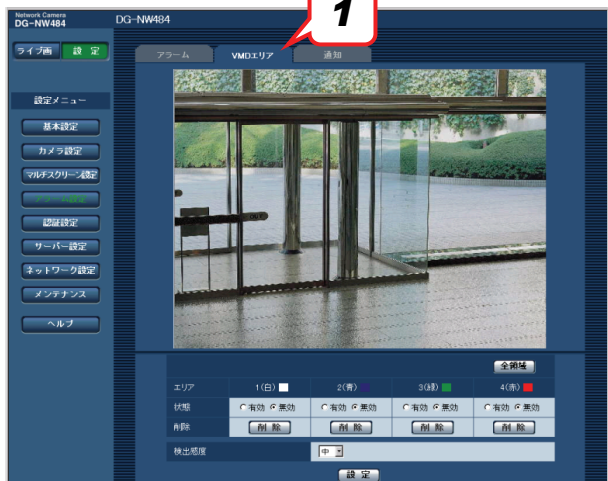 Network Camera
DG-NW484
DG-NW484
1
ライブ画 設 定
アラーム VMDエリア 通知
設定メニュー
基本設定
カメラ設定
マルチスクリーン設定
アラーム設定
認証設定
サーバー設定
ネットワーク設定
メンテナンス
ヘルプ
全領域
エリア 1(白) 2(青) 3(緑) 4(赤)
状態 有効 無効 有効 無効 有効 無効 有効 無効
削除 削 除 削 除 削 除 削 除
検出感度 中
設 定